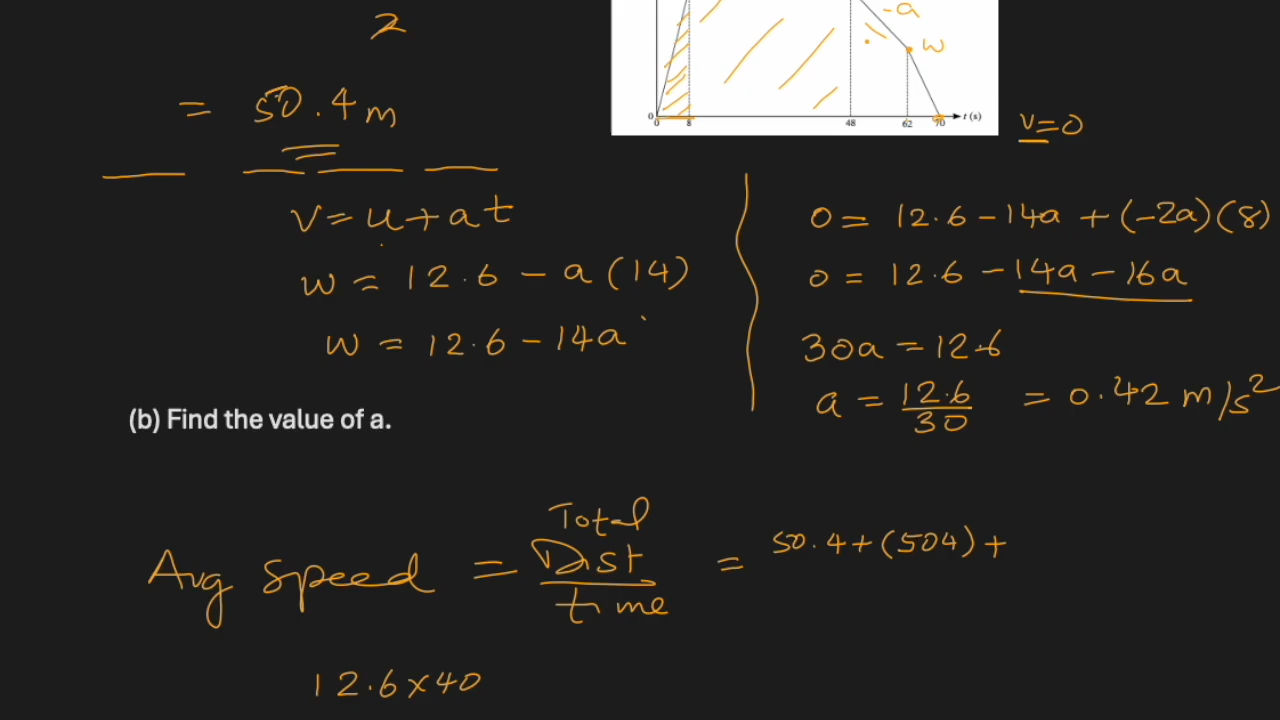 2
= 50.4 m
-a
w
0
0 8 48 62 70 t (s)
v=0
v = u + at
w = 12.6 - a (14)
w = 12.6 - 14a
0 = 12.6 - 14a + (-2a)(8)
0 = 12.6 - 14a - 16a
30a = 12.6
a = 12.6/30 = 0.42 m/s²
(b) Find the value of a.
Avg speed = Total Dist / time = 50.4 + (504) +
12.6 × 40